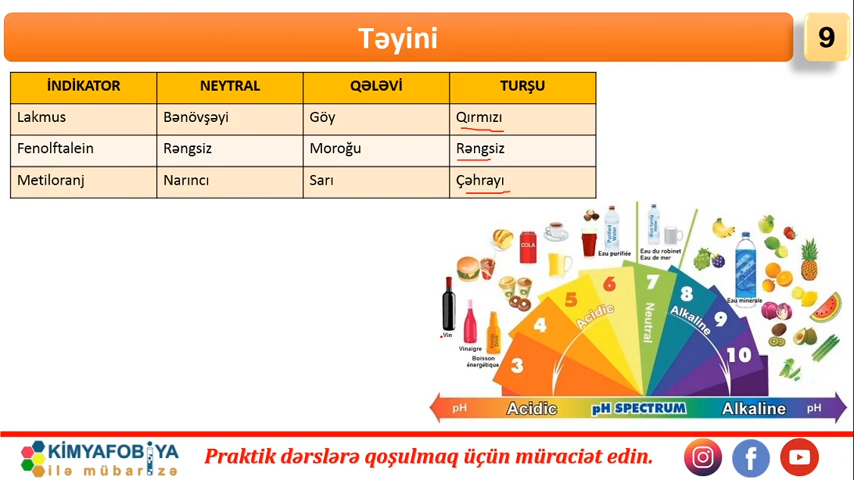 Təyini
9
İNDİKATOR NEYTRAL QƏLƏVİ TURŞU
Lakmus Bənövşəyi Göy Qırmızı
Fenolftalein Rəngsiz Moroğu Rəngsiz
Metiloranj Narıncı Sarı Çəhrayı
COLA
Eau purifiée
Eau du robinet
Eau de mer
Eau minérale
Vin
Vinaigre
Boisson
énergétique
3 4 5 6 7 8 9 10
Acidic Neutral Alkaline
pH Acidic pH SPECTRUM Alkaline pH
KİMYAFOBİYA
ilə mübarizə
Praktik dərslərə qoşulmaq üçün müraciət edin.